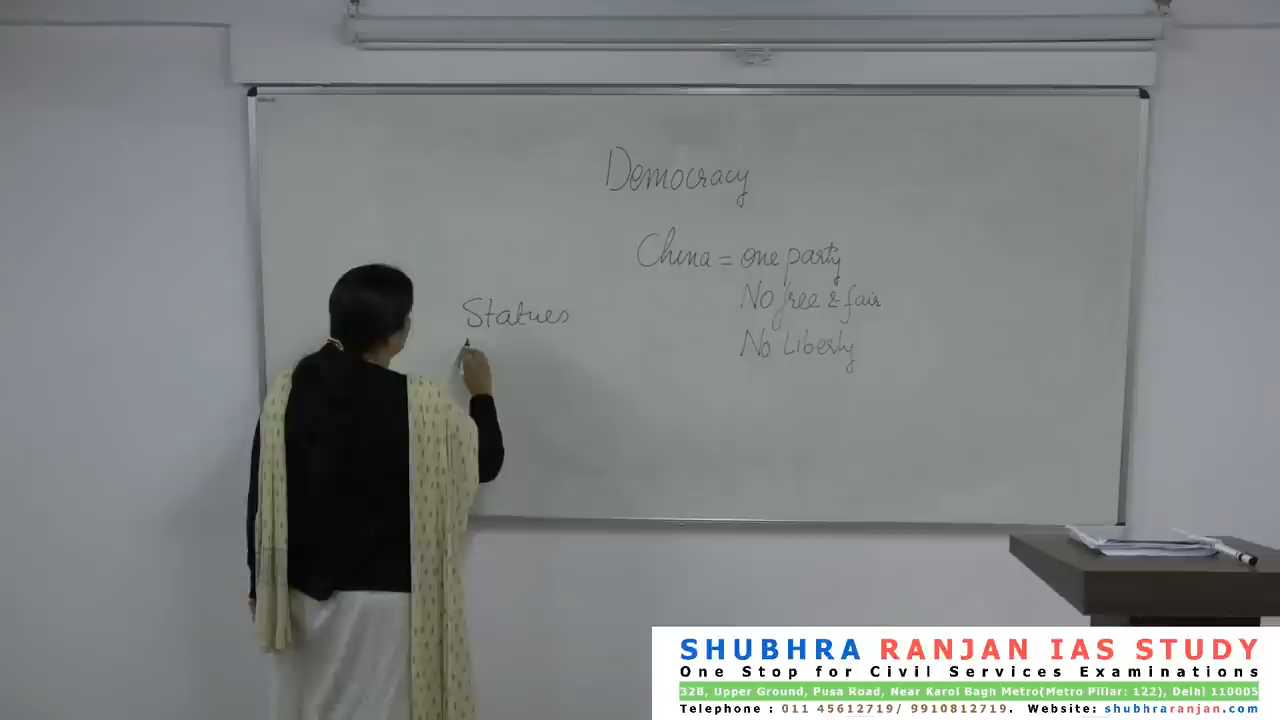 Democracy
China = one party
No free & fair
No Liberty
Statues
SHUBHRA RANJAN IAS STUDY
One Stop for Civil Services Examinations
32B, Upper Ground, Pusa Road, Near Karol Bagh Metro(Metro Pillar: 122), Delhi 110005
Telephone : 011 45612719/ 9910812719. Website: shubhraranjan.com